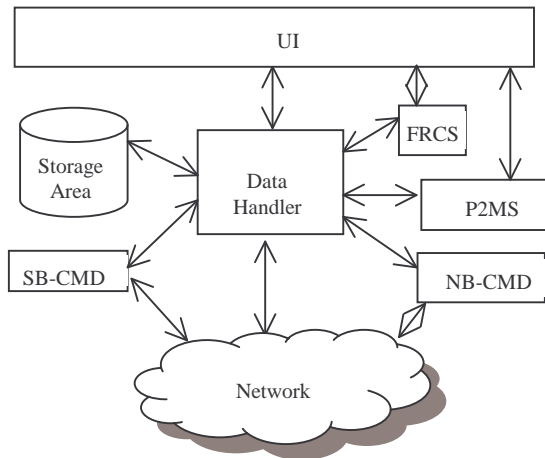 UI
FRCS
Storage
Area
Data
Handler
P2MS
SB-CMD
NB-CMD
Network